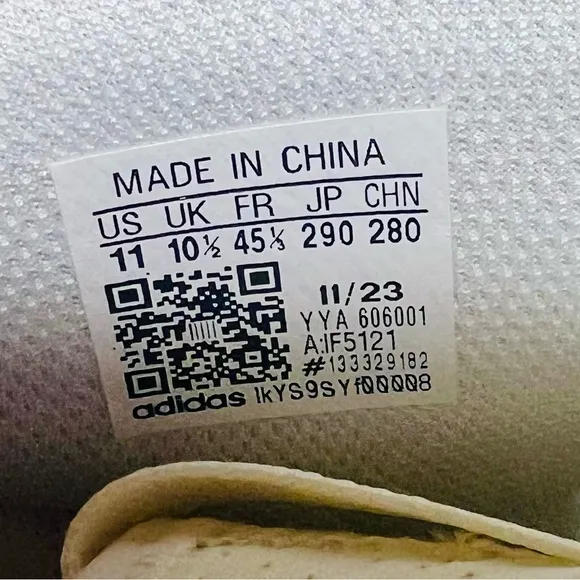 MADE IN CHINA
US UK FR JP CHN
11 10½ 45⅓ 290 280
11/23
YYA 606001
A:IF5121
#133329182
adidas 1kYS9SYf00008